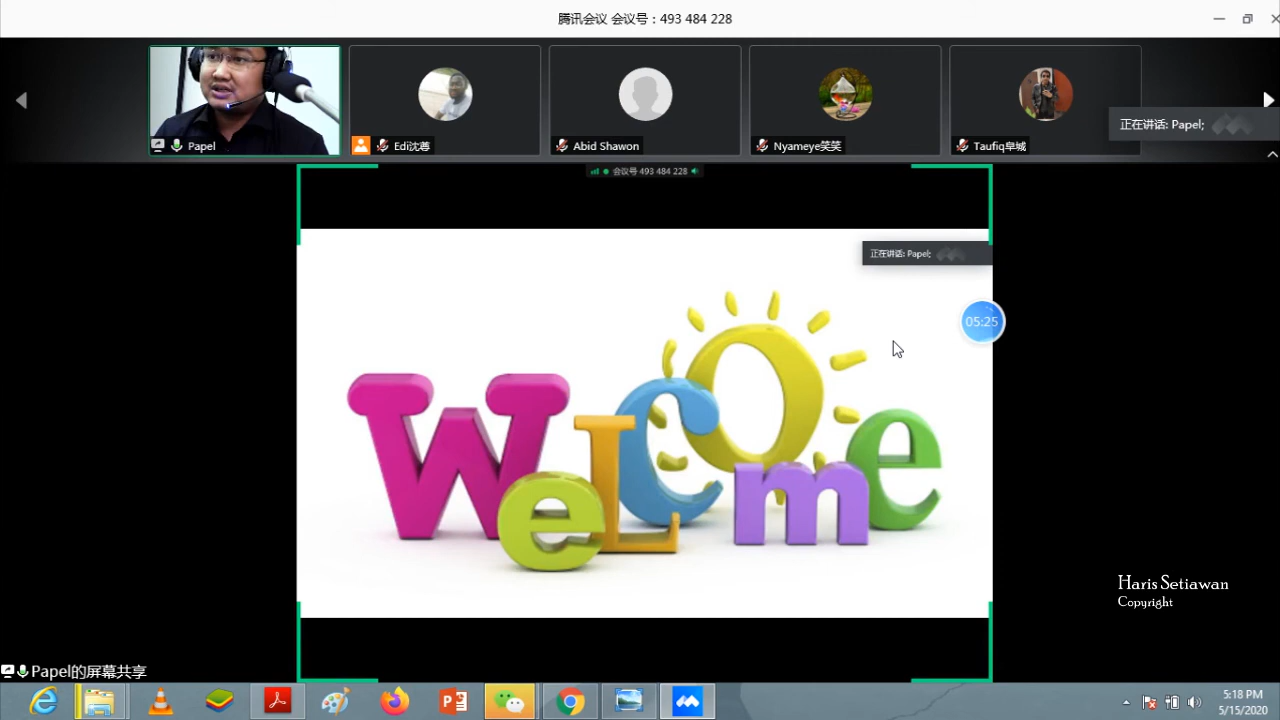 腾讯会议 会议号：493 484 228
Papel
Edi沈蓉
Abid Shawon
Nyameye笑笑
Taufiq阜城
正在讲话: Papel;
会议号 493 484 228
正在讲话: Papel;
05:25
WeLCOme
Haris Setiawan
Copyright
Papel的屏幕共享
5:18 PM
5/15/2020